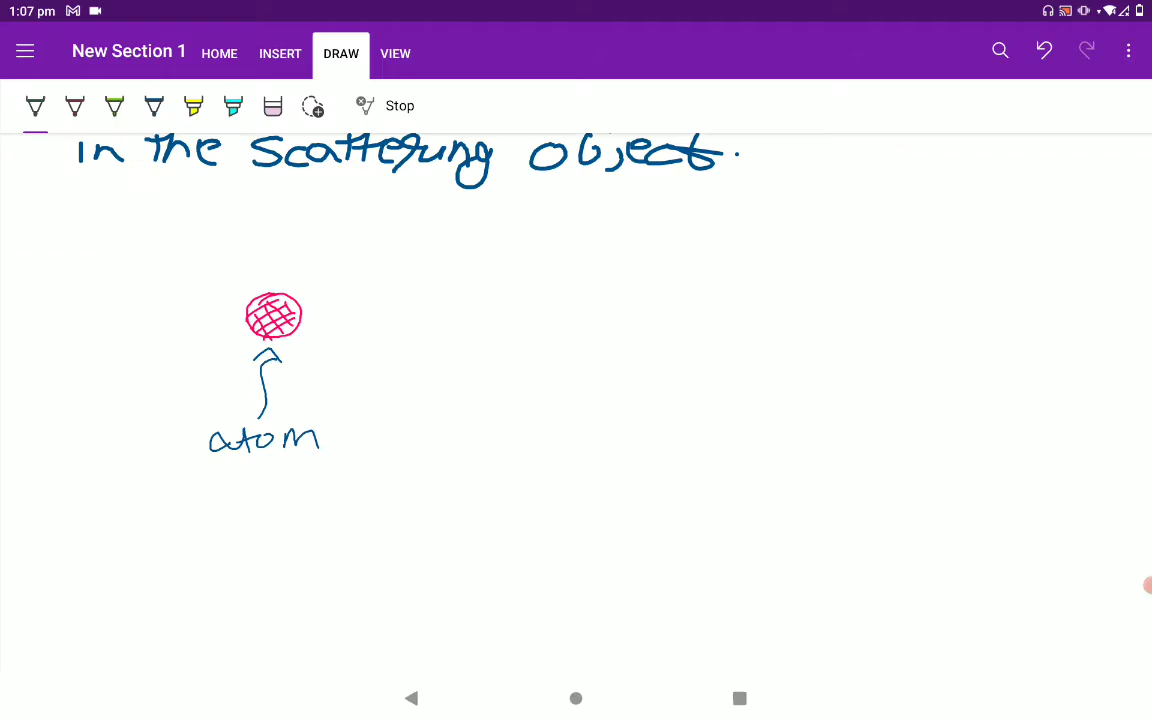 1:07 pm
New Section 1 HOME INSERT DRAW VIEW
Stop
in the scattering object.
atom